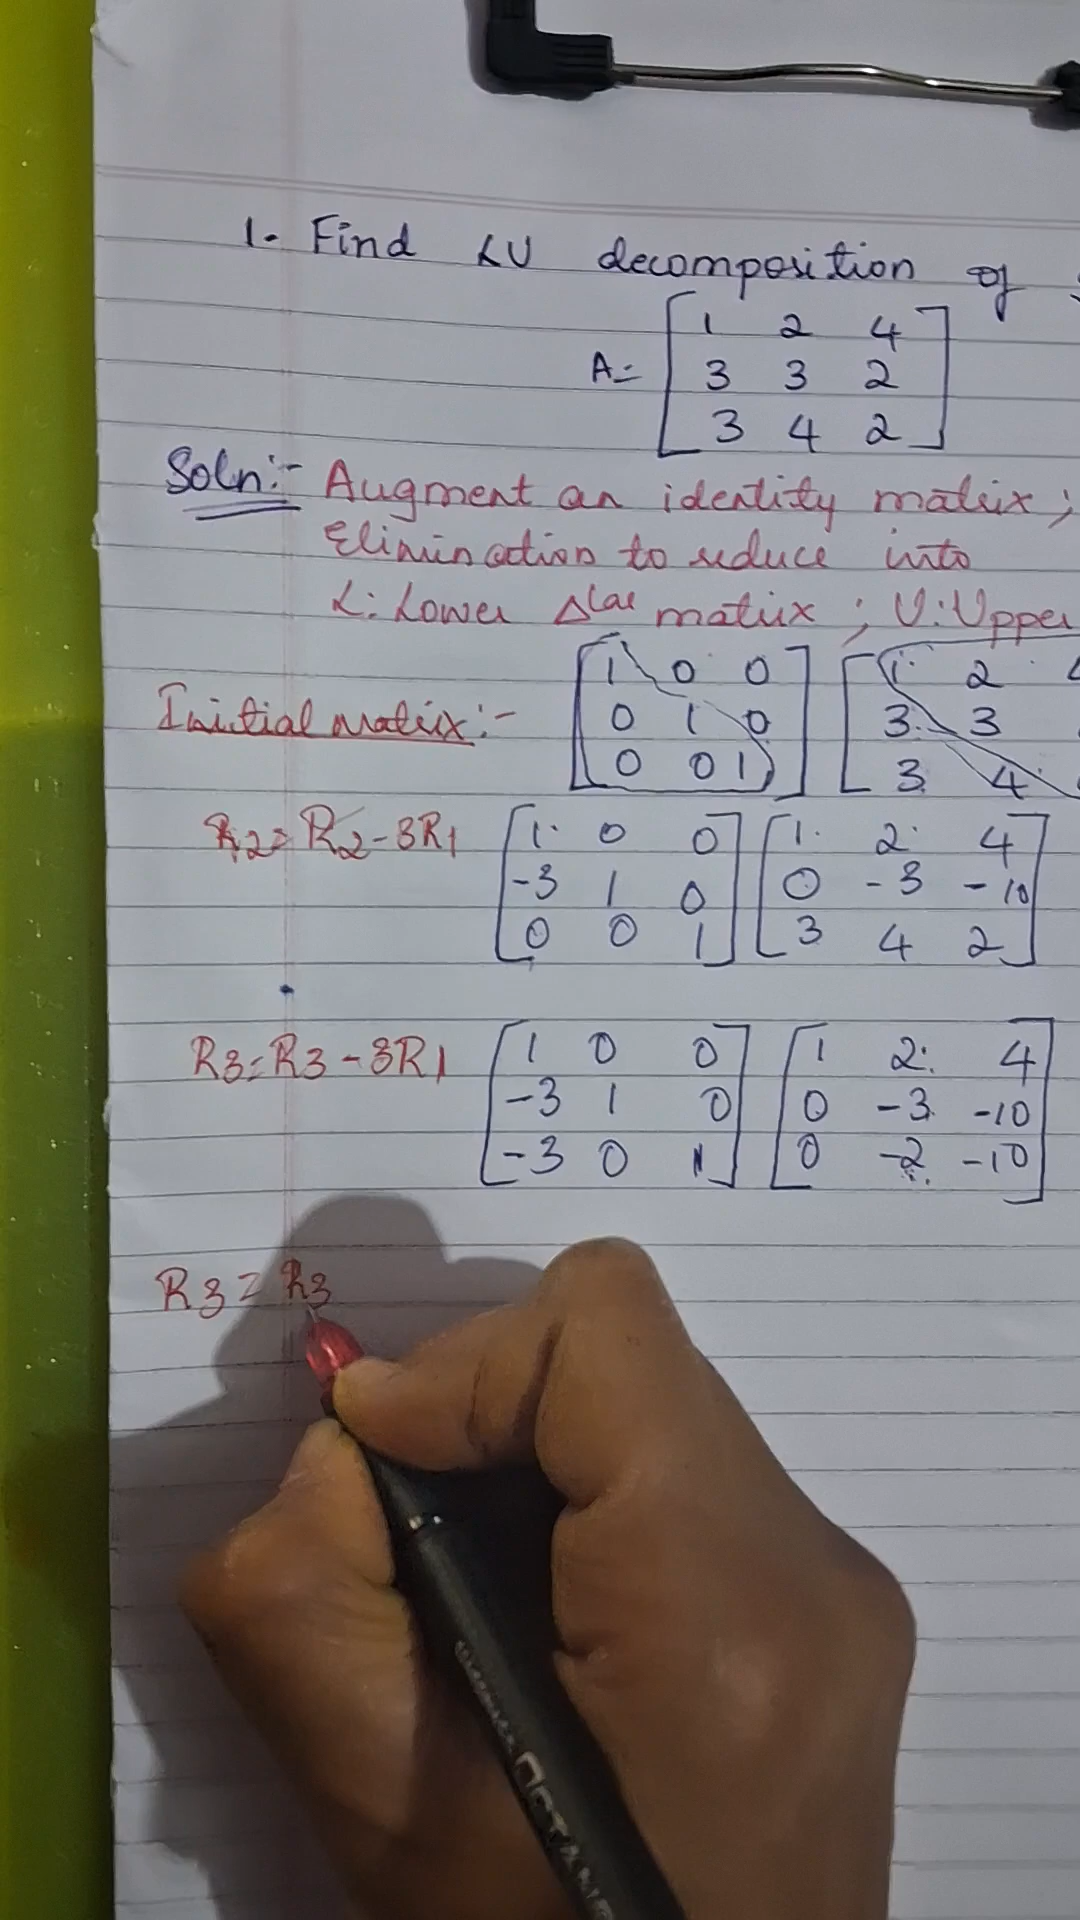 1. Find LU decomposition of
1 2 4
A= 3 3 2
3 4 2
Soln:- Augment an identity matrix;
Elimination to reduce into
L: Lower Δlar matrix ; U: Upper
1 0 0 1 2
Initial matrix:- 0 1 0 3 3
0 0 1 3 4
R2=R2-3R1 1 0 0 1 2 4
-3 1 0 0 -3 -10
0 0 1 3 4 2
R3=R3-3R1 1 0 0 1 2 4
-3 1 0 0 -3 -10
-3 0 1 0 -2 -10
R3=R3
OCTANE